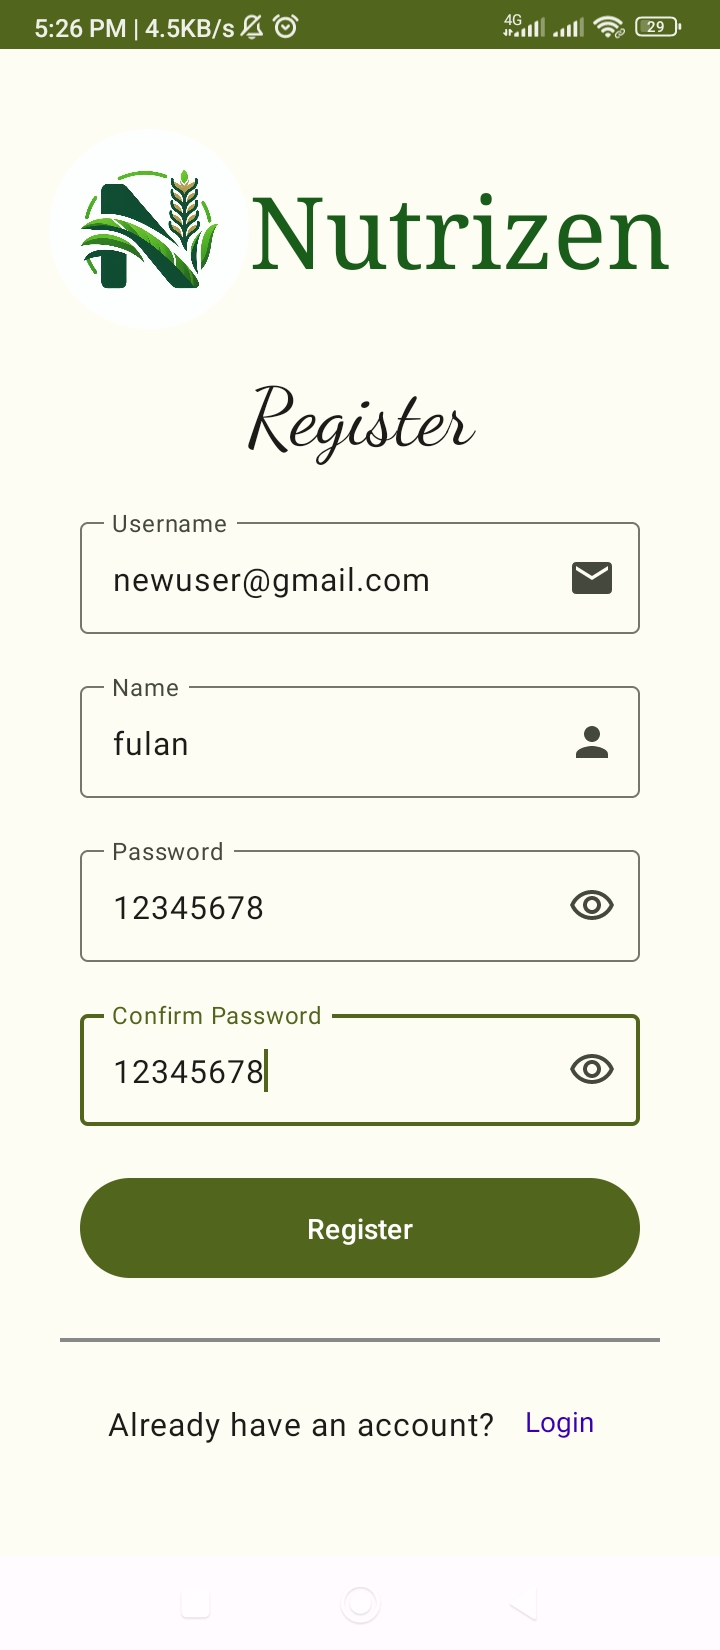 5:26 PM | 4.5KB/s 4G 29
Nutrizen
Register
Username
newuser@gmail.com
Name
fulan
Password
12345678
Confirm Password
12345678
Register
Already have an account? Login